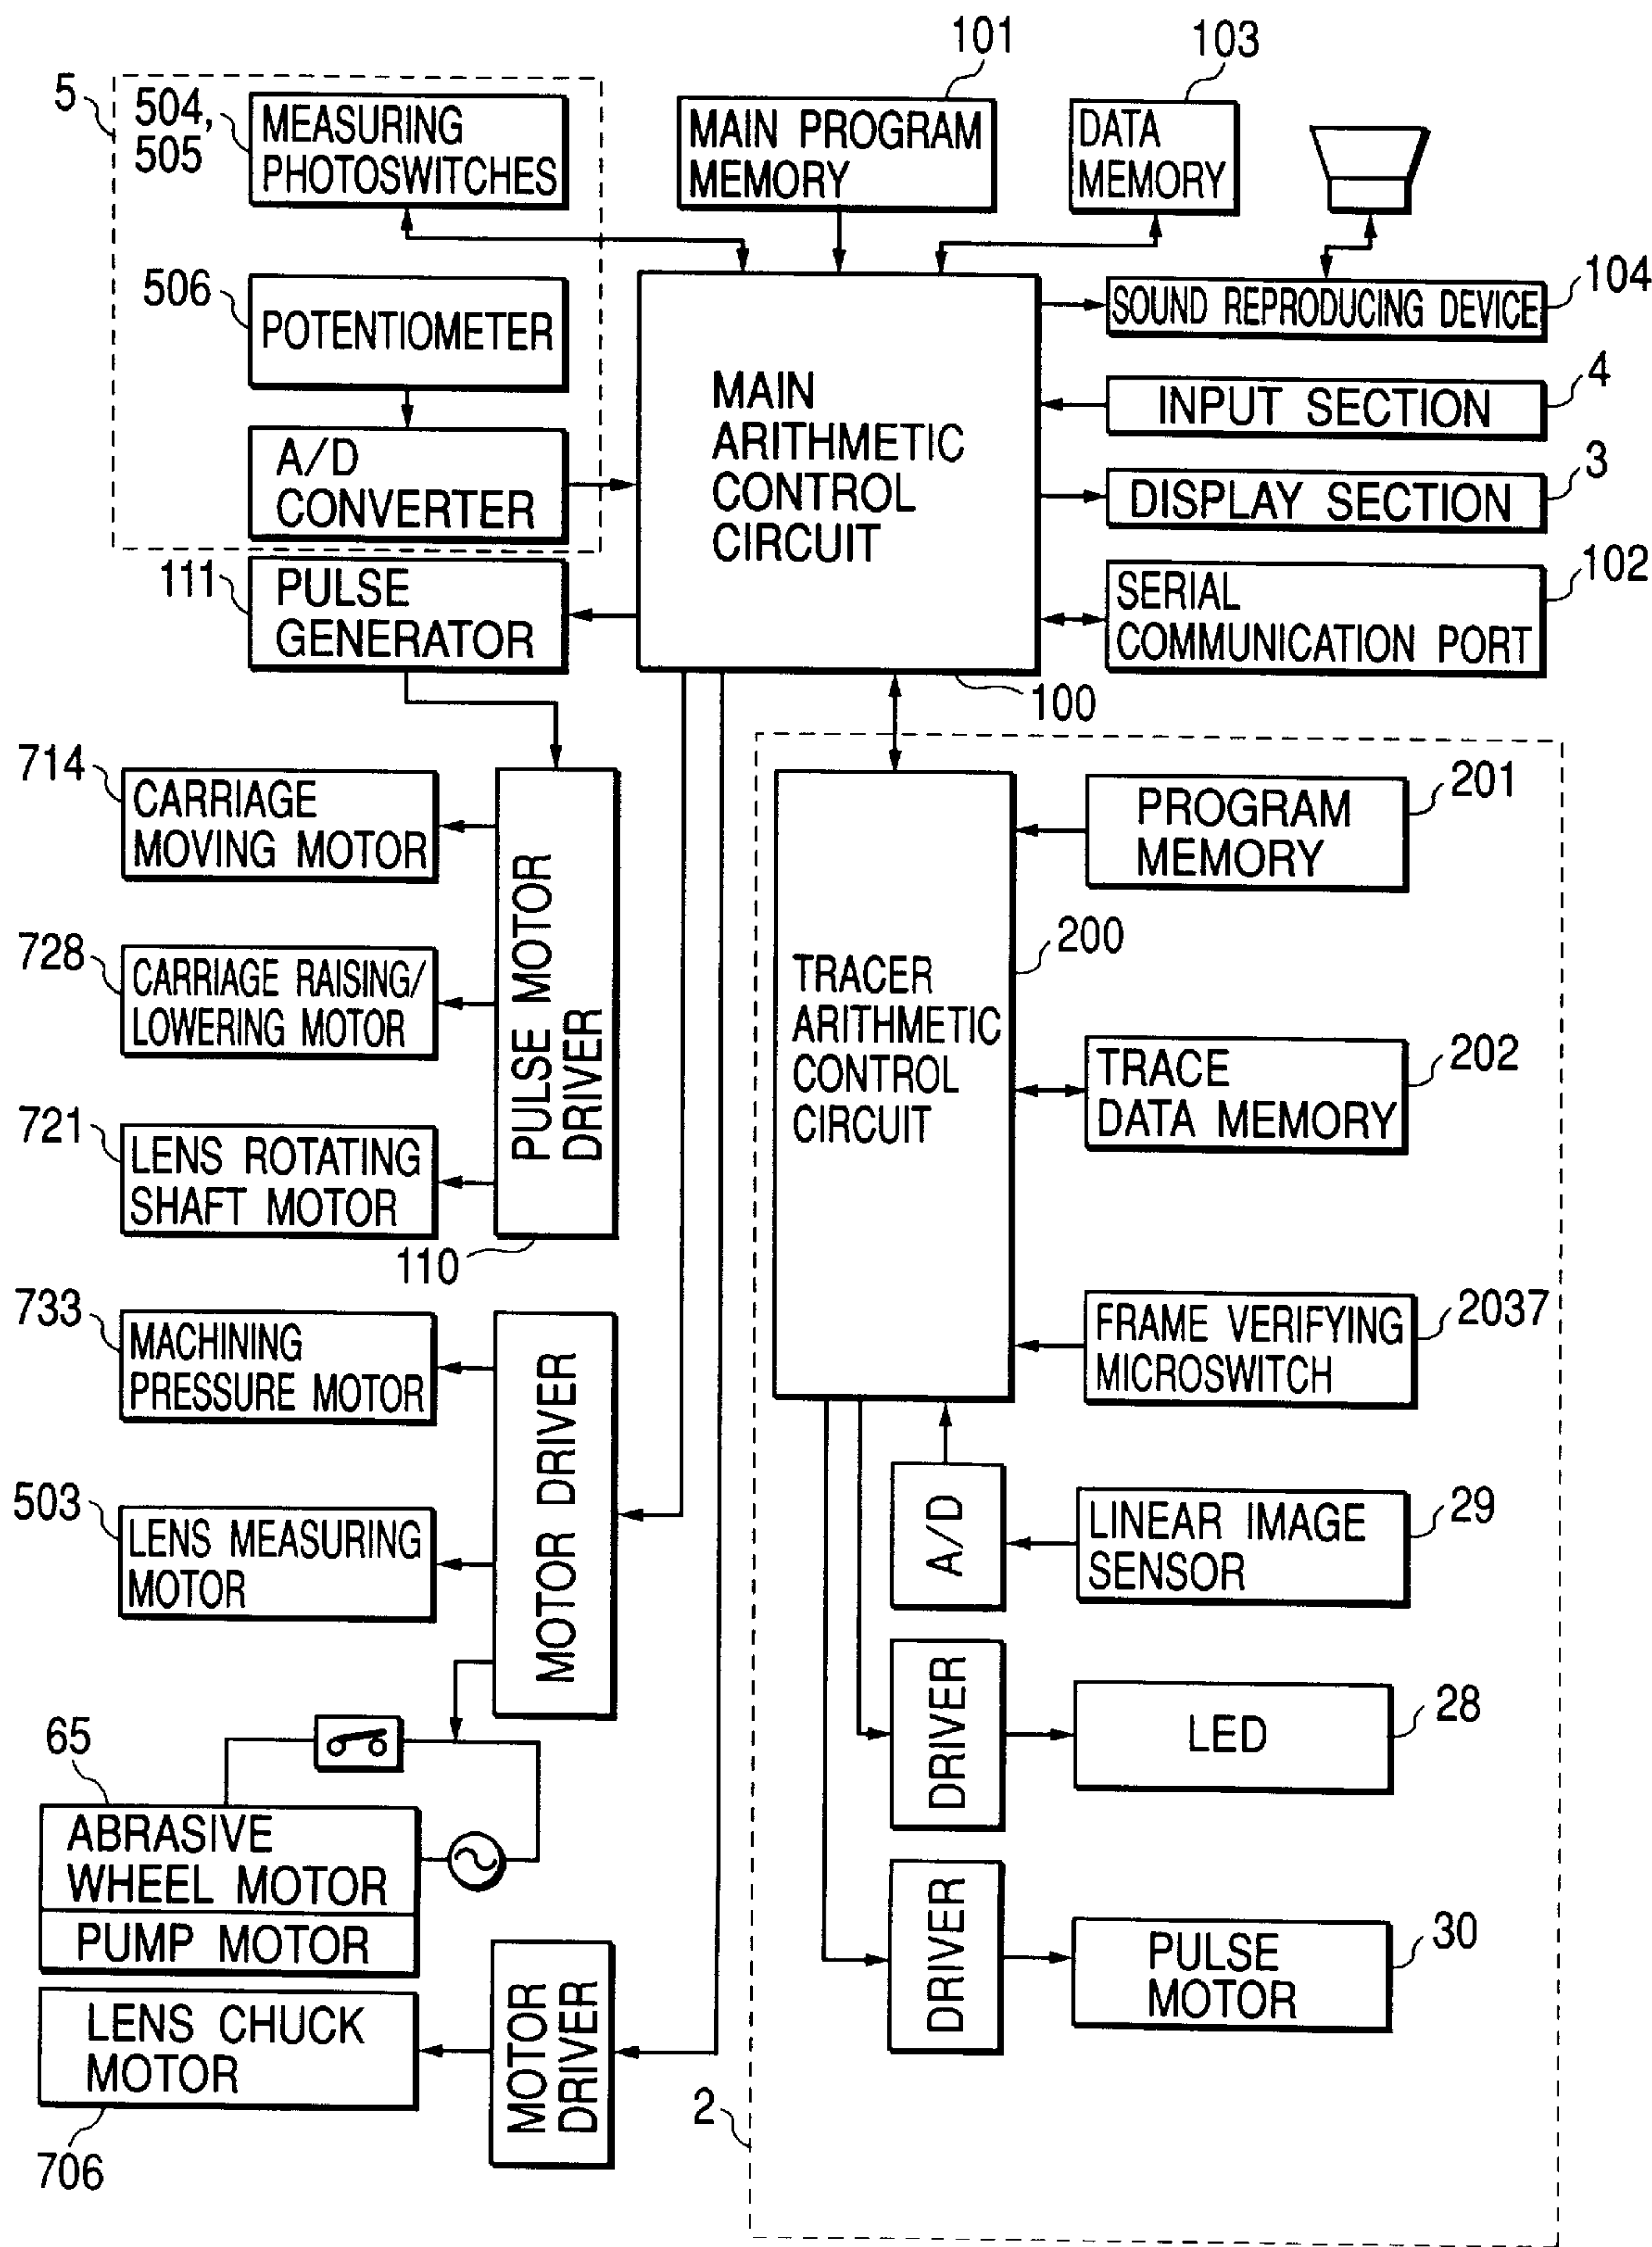 101
103
5
504,
505
MEASURING
PHOTOSWITCHES
MAIN PROGRAM
MEMORY
DATA
MEMORY
506
POTENTIOMETER
SOUND REPRODUCING DEVICE
104
MAIN
ARITHMETIC
CONTROL
CIRCUIT
INPUT SECTION
4
A/D
CONVERTER
DISPLAY SECTION
3
111
PULSE
GENERATOR
SERIAL
COMMUNICATION PORT
102
100
714
CARRIAGE
MOVING MOTOR
728
CARRIAGE RAISING/
LOWERING MOTOR
721
LENS ROTATING
SHAFT MOTOR
PULSE MOTOR
DRIVER
110
733
MACHINING
PRESSURE MOTOR
503
LENS MEASURING
MOTOR
MOTOR DRIVER
65
ABRASIVE
WHEEL MOTOR
PUMP MOTOR
LENS CHUCK
MOTOR
706
MOTOR
DRIVER
TRACER
ARITHMETIC
CONTROL
CIRCUIT
200
PROGRAM
MEMORY
201
TRACE
DATA MEMORY
202
FRAME VERIFYING
MICROSWITCH
2037
A/D
LINEAR IMAGE
SENSOR
29
DRIVER
LED
28
DRIVER
PULSE
MOTOR
30
2